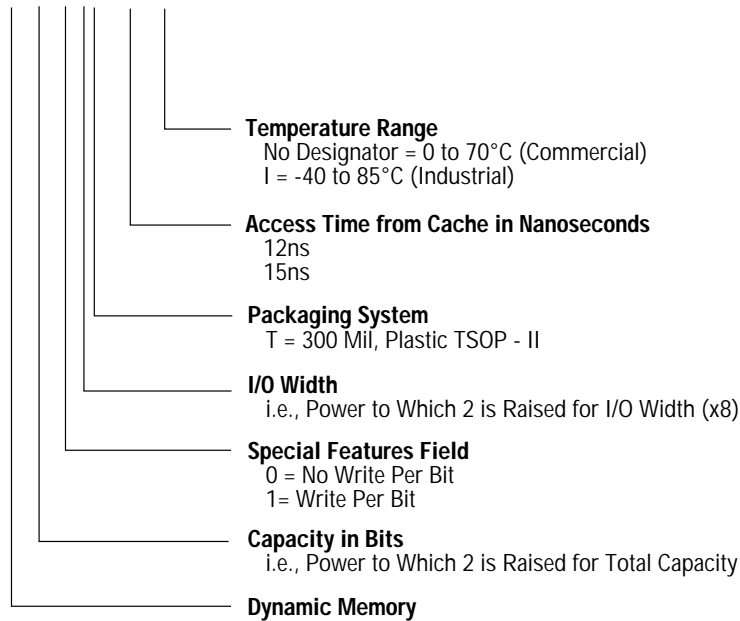 Temperature Range
No Designator = 0 to 70°C (Commercial)
I = -40 to 85°C (Industrial)
Access Time from Cache in Nanoseconds
12ns
15ns
Packaging System
T = 300 Mil, Plastic TSOP - II
I/O Width
i.e., Power to Which 2 is Raised for I/O Width (x8)
Special Features Field
0 = No Write Per Bit
1= Write Per Bit
Capacity in Bits
i.e., Power to Which 2 is Raised for Total Capacity
Dynamic Memory